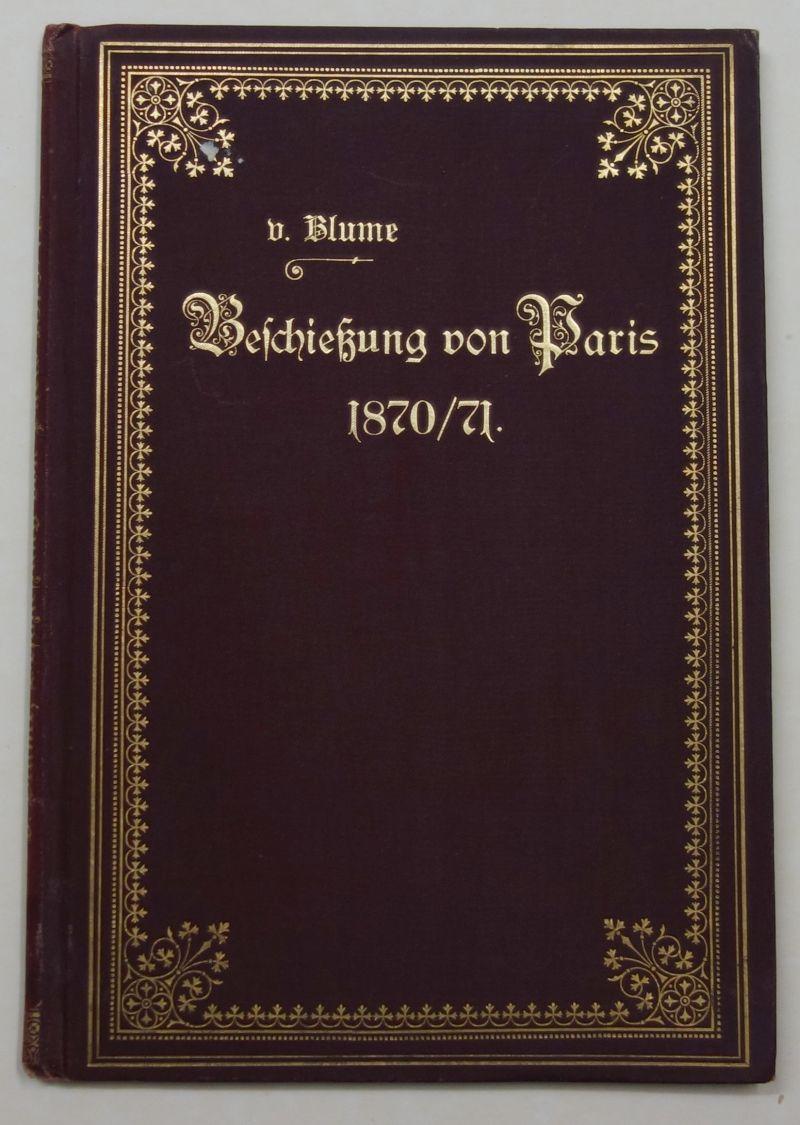 v. Blume
Beſchießung von Paris
1870/71.